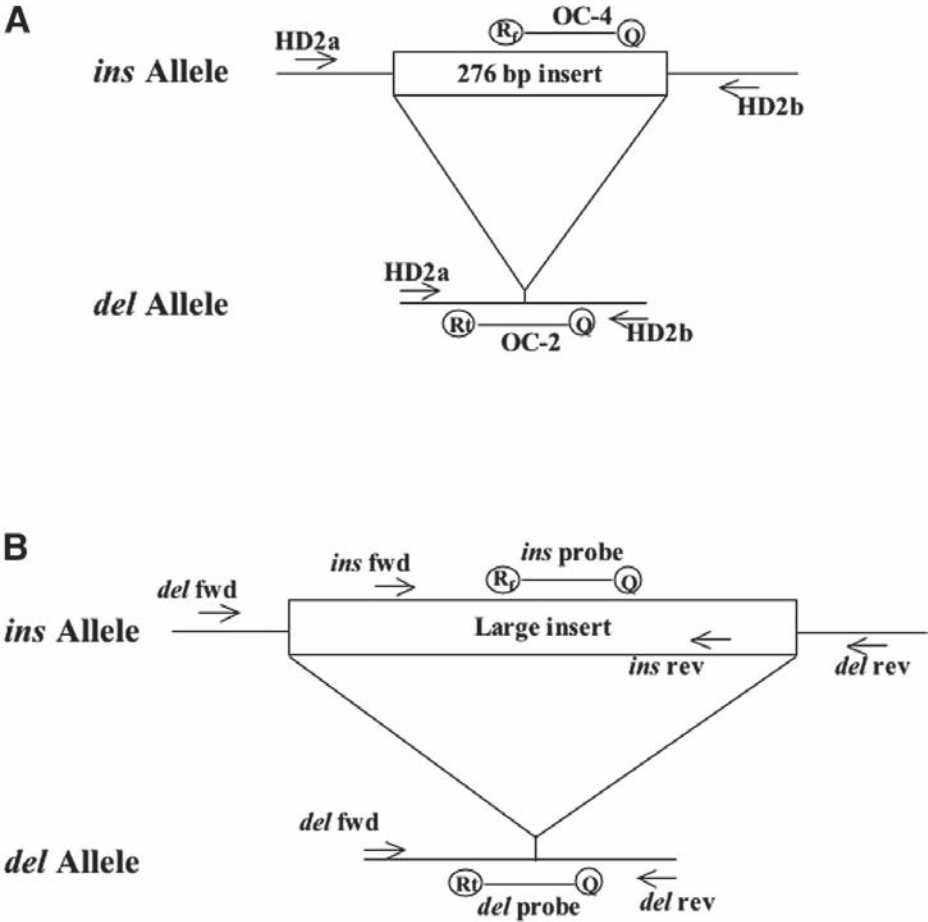 A
OC-4
Rf Q
HD2a
ins Allele
276 bp insert
HD2b
HD2a
del Allele
Rt Q
OC-2
HD2b
B
ins probe
ins fwd
Rf Q
del fwd
ins Allele
Large insert
ins rev
del rev
del fwd
del Allele
Rt Q
del probe
del rev